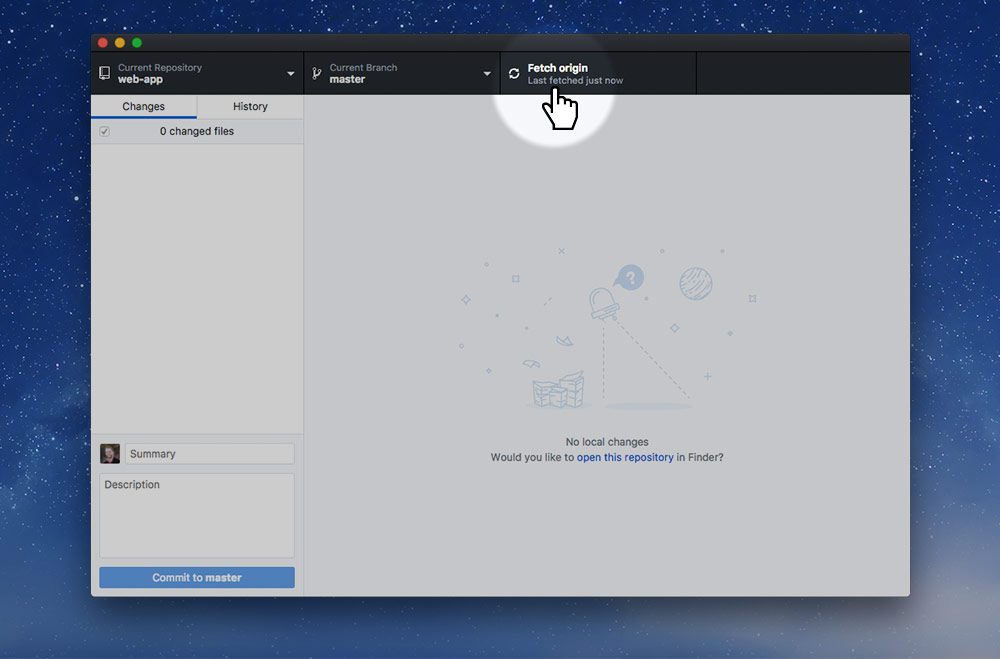 Current Repository
web-app
Current Branch
master
Fetch origin
Last fetched just now
Changes
History
0 changed files
?
No local changes
Would you like to open this repository in Finder?
Summary
Description
Commit to master